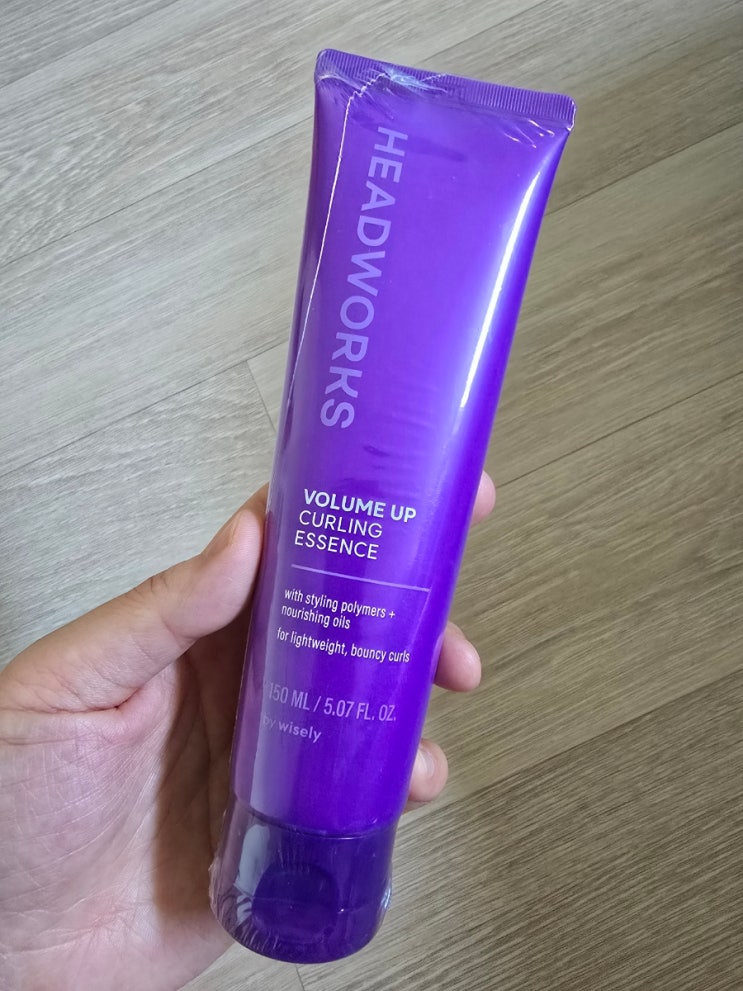 HEADWORKS
VOLUME UP
CURLING
ESSENCE
with styling polymers +
nourishing oils
for lightweight, bouncy curls
150 ML / 5.07 FL. OZ.
by wisely